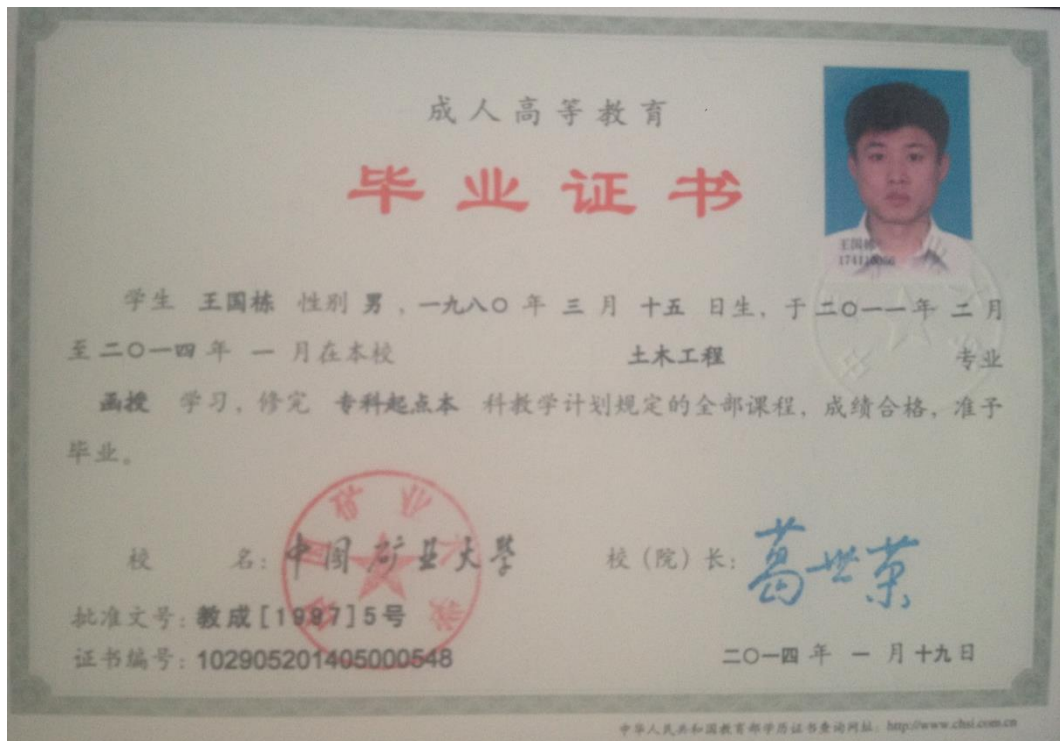 成人高等教育
毕业证书
王国栋
学生 王国栋 性别 男 ，一九八〇 年 三 月 十五 日生，于 二〇一一年 二 月
至 二〇一四 年 一 月在本校 土木工程 专业
函授 学习，修完 专科起点本 科教学计划规定的全部课程，成绩合格，准予
毕业。
校 名：中国矿业大学
校（院）长：葛世荣
批准文号：教成[1997]5号
证书编号：102905201405000548
二〇一四 年 一 月 十九 日
中华人民共和国教育部学历证书查询网址：http://www.chsi.com.cn